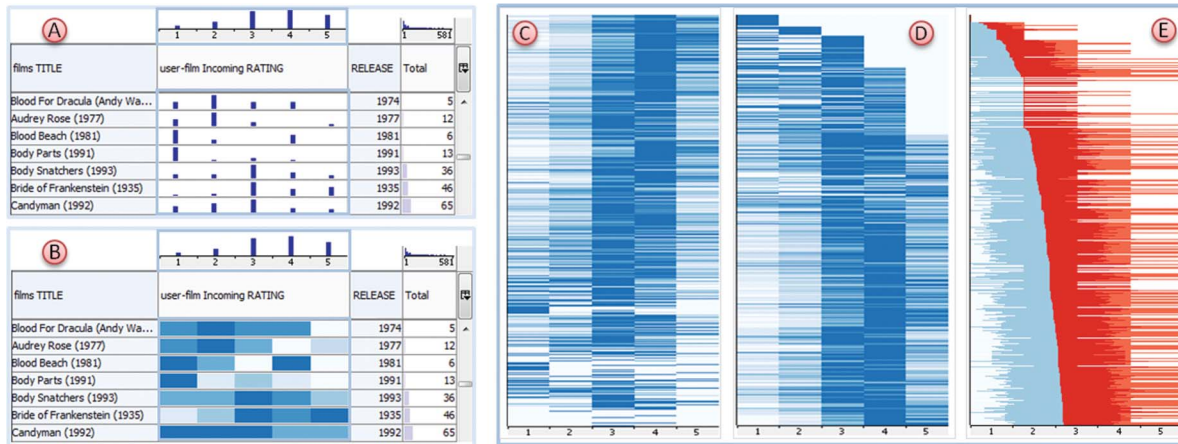 A
1 2 3 4 5
1 581
films TITLE user-film Incoming RATING RELEASE Total
Blood For Dracula (Andy Wa... 1974 5
Audrey Rose (1977) 1977 12
Blood Beach (1981) 1981 6
Body Parts (1991) 1991 13
Body Snatchers (1993) 1993 36
Bride of Frankenstein (1935) 1935 46
Candyman (1992) 1992 65
B
1 2 3 4 5
1 581
films TITLE user-film Incoming RATING RELEASE Total
Blood For Dracula (Andy Wa... 1974 5
Audrey Rose (1977) 1977 12
Blood Beach (1981) 1981 6
Body Parts (1991) 1991 13
Body Snatchers (1993) 1993 36
Bride of Frankenstein (1935) 1935 46
Candyman (1992) 1992 65
C
1 2 3 4 5
D
1 2 3 4 5
E
1 2 3 4 5